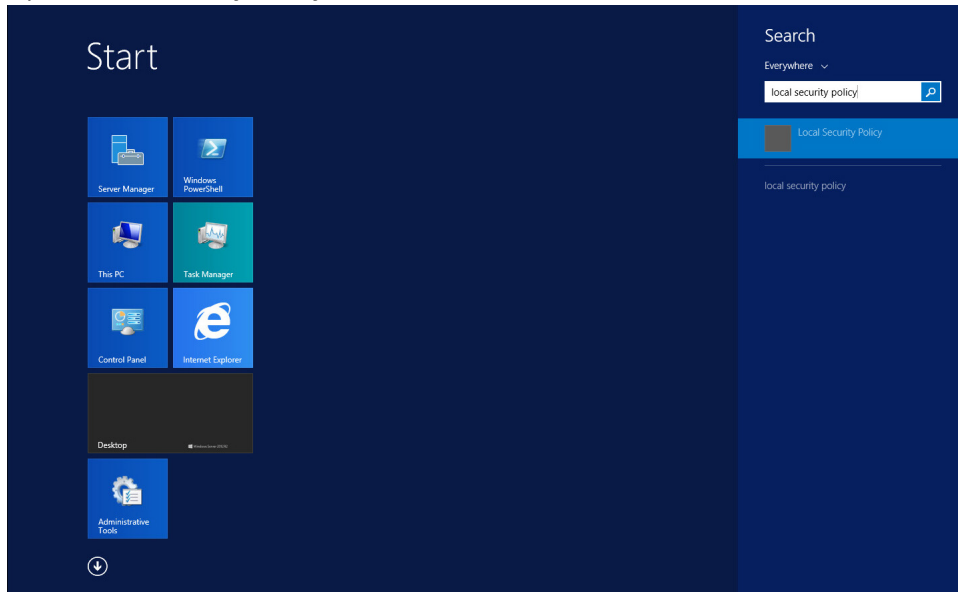 Start
Server Manager
Windows
PowerShell
This PC
Task Manager
Control Panel
Internet Explorer
Desktop
Administrative
Tools
Search
Everywhere
local security policy
Local Security Policy
local security policy